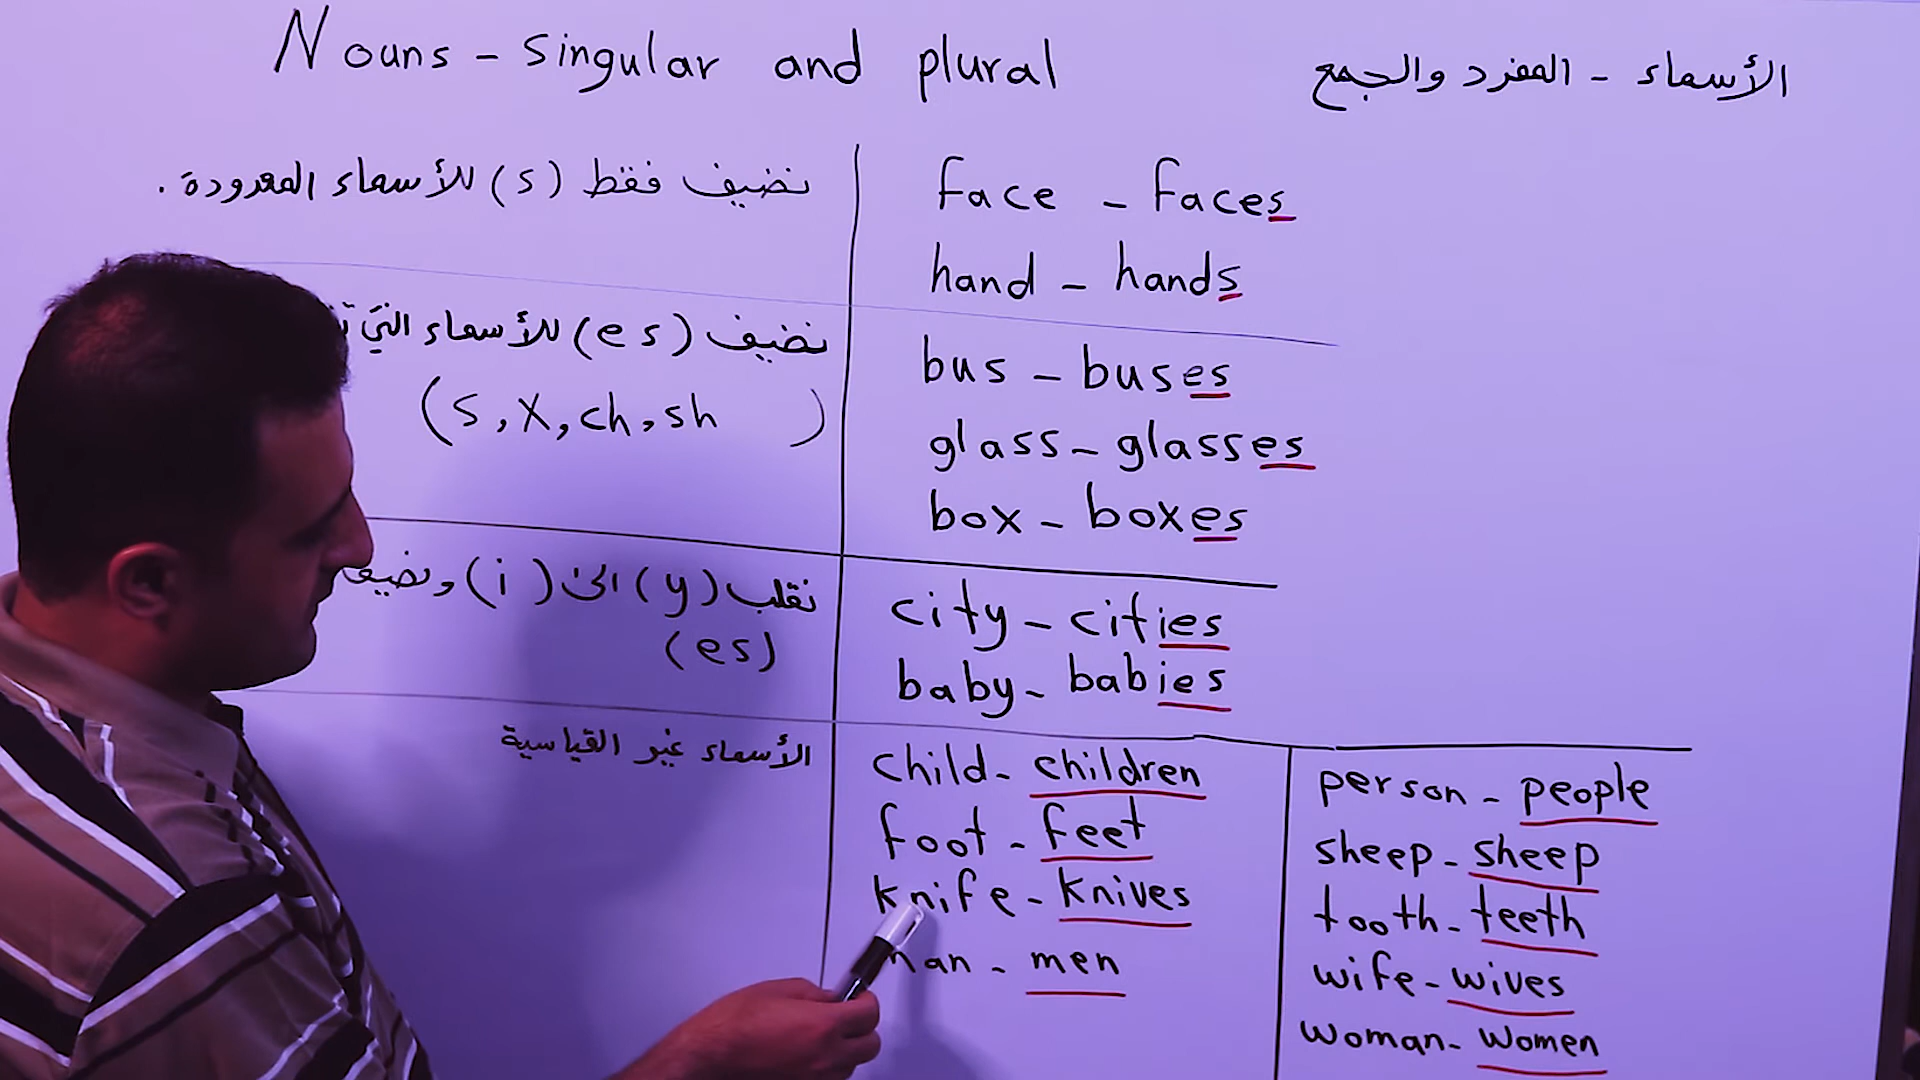 Nouns - Singular and plural
الأسماء - المفرد والجمع
نضيف فقط (s) للأسماء المعدودة.
face - faces
hand - hands
نضيف (es) للأسماء التي
(s, x, ch, sh )
bus - buses
glass - glasses
box - boxes
نقلب (y) الى (i) ونضيف
(es)
city - cities
baby - babies
الأسماء غير القياسية
child - children
foot - feet
knife - knives
man - men
person - people
sheep - sheep
tooth - teeth
wife - wives
woman - women